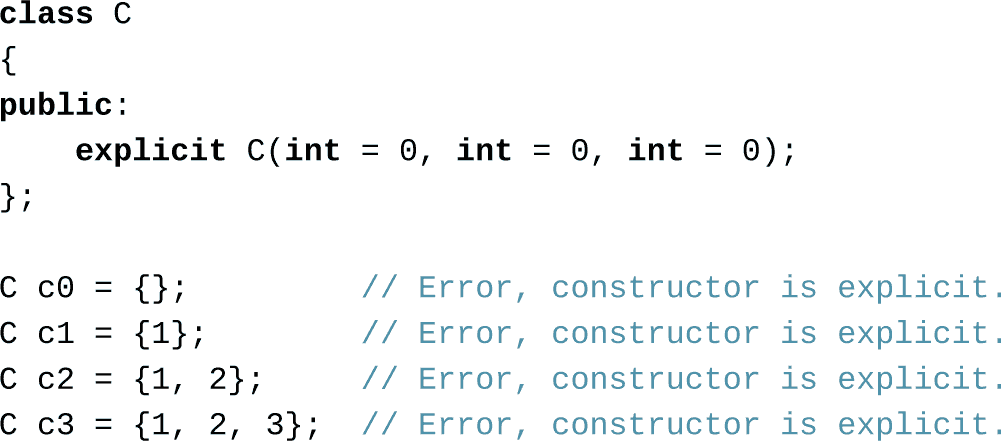 class C
{
public:
    explicit C(int = 0, int = 0, int = 0);
};

C c0 = {};         // Error, constructor is explicit.
C c1 = {1};        // Error, constructor is explicit.
C c2 = {1, 2};     // Error, constructor is explicit.
C c3 = {1, 2, 3};  // Error, constructor is explicit.